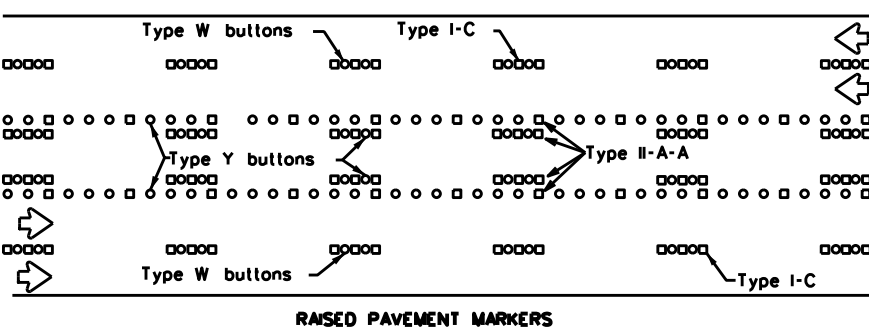 Type W buttons
Type I-C
Type Y buttons
Type II-A-A
Type W buttons
Type I-C
RAISED PAVEMENT MARKERS